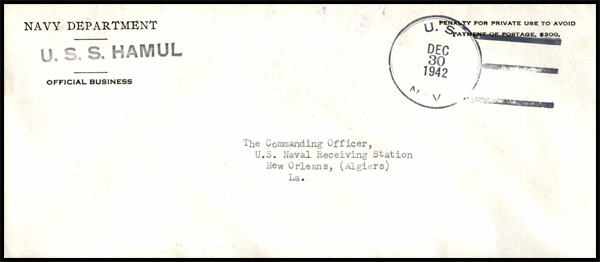 NAVY DEPARTMENT
U. S. S. HAMUL
OFFICIAL BUSINESS
PENALTY FOR PRIVATE USE TO AVOID
PAYMENT OF POSTAGE, $300.
U. S.
DEC
30
1942
NAVY
The Commanding Officer,
U.S. Naval Receiving Station
New Orleans, (Algiers)
La.